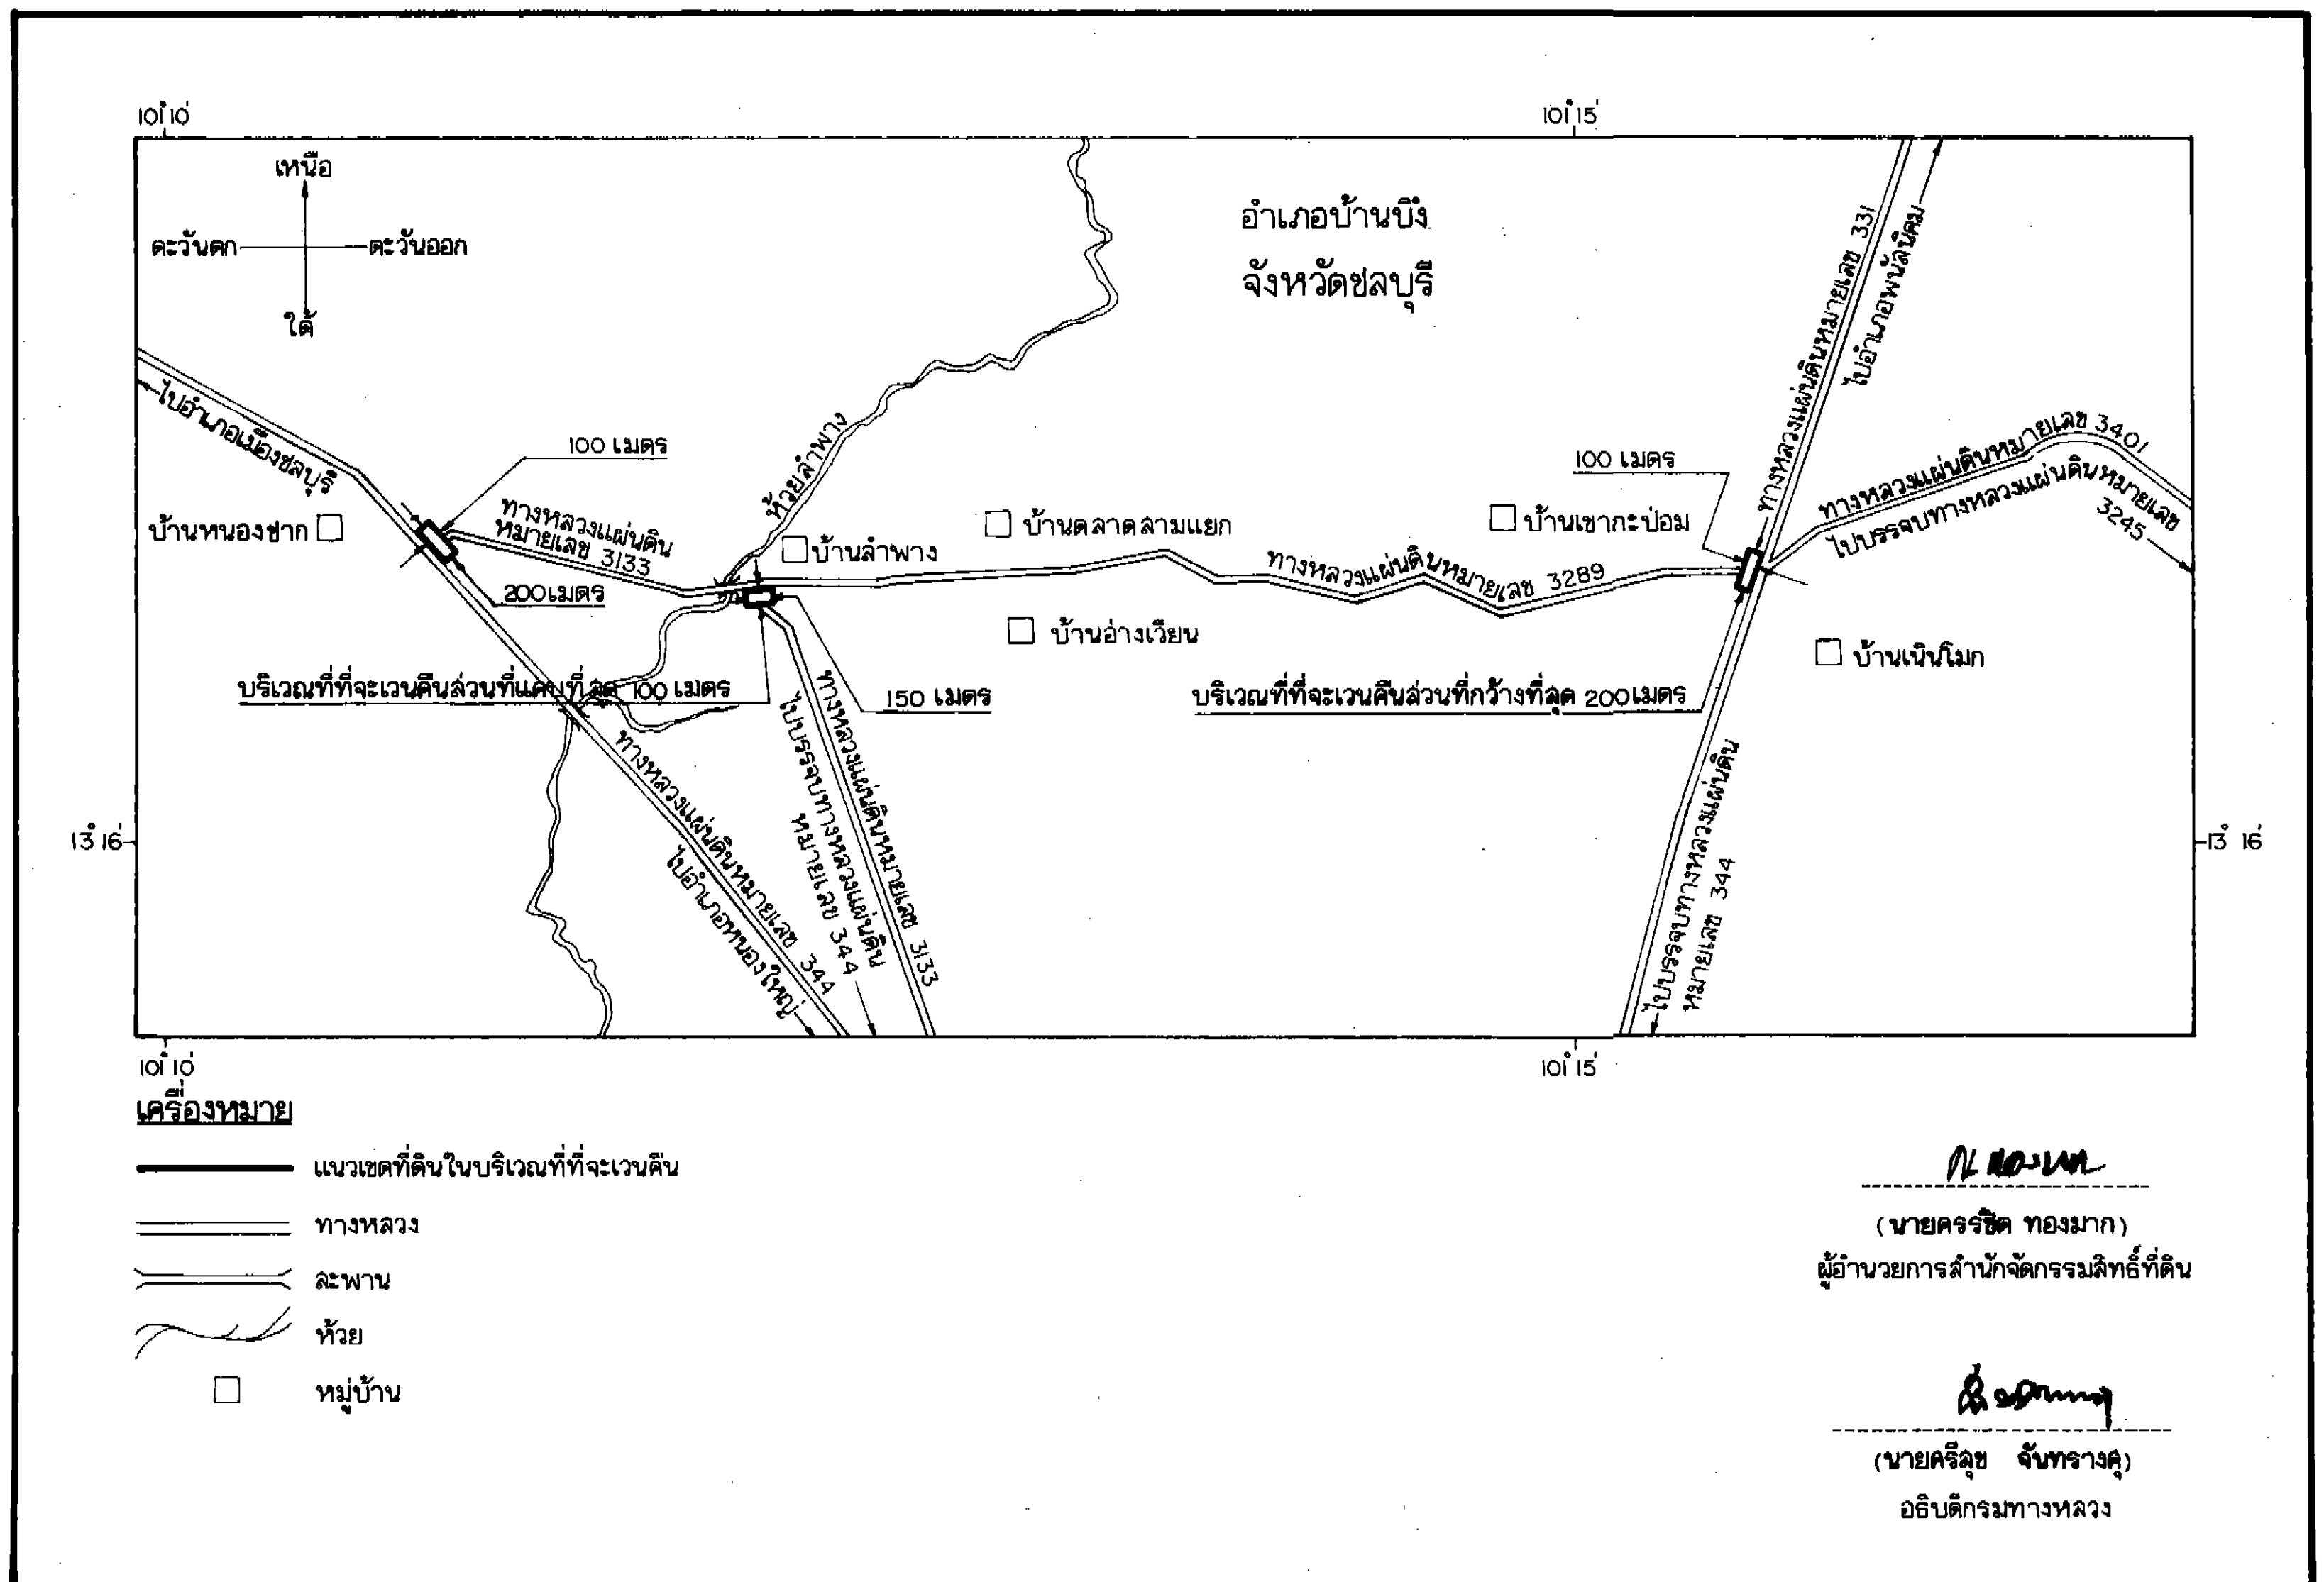 101°10'
101°15'
เหนือ
ตะวันตก
ตะวันออก
ใต้
อำเภอบ้านบึง
จังหวัดชลบุรี
ทางหลวงแผ่นดินหมายเลข 331
ไปอำเภอพนัสนิคม
ไปอำเภอเมืองชลบุรี
100 เมตร
ห้วยลำพาง
100 เมตร
ทางหลวงแผ่นดินหมายเลข 3401
ไปบรรจบทางหลวงแผ่นดินหมายเลข
3245
บ้านหนองชาก
ทางหลวงแผ่นดิน
หมายเลข 3133
บ้านลำพาง
บ้านตลาดสามแยก
บ้านเขากะปอม
200 เมตร
ทางหลวงแผ่นดินหมายเลข 3289
บ้านอ่างเวียน
บ้านเนินโมก
บริเวณที่ที่จะเวนคืนส่วนที่แคบที่สุด 100 เมตร
150 เมตร
บริเวณที่ที่จะเวนคืนส่วนที่กว้างที่สุด 200 เมตร
ทางหลวงแผ่นดินหมายเลข 344
ไปอำเภอหนองใหญ่
ทางหลวงแผ่นดินหมายเลข 3133
ไปบรรจบทางหลวงแผ่นดิน
หมายเลข 344
ไปบรรจบทางหลวงแผ่นดิน
หมายเลข 344
13°16'
13°16'
101°10'
101°15'
เครื่องหมาย
แนวเขตที่ดินในบริเวณที่ที่จะเวนคืน
ทางหลวง
สะพาน
ห้วย
หมู่บ้าน
(นายศรรชิต ทองมาก)
ผู้อำนวยการสำนักจัดกรรมสิทธิ์ที่ดิน
(นายศรีสุข จันทรางศุ)
อธิบดีกรมทางหลวง